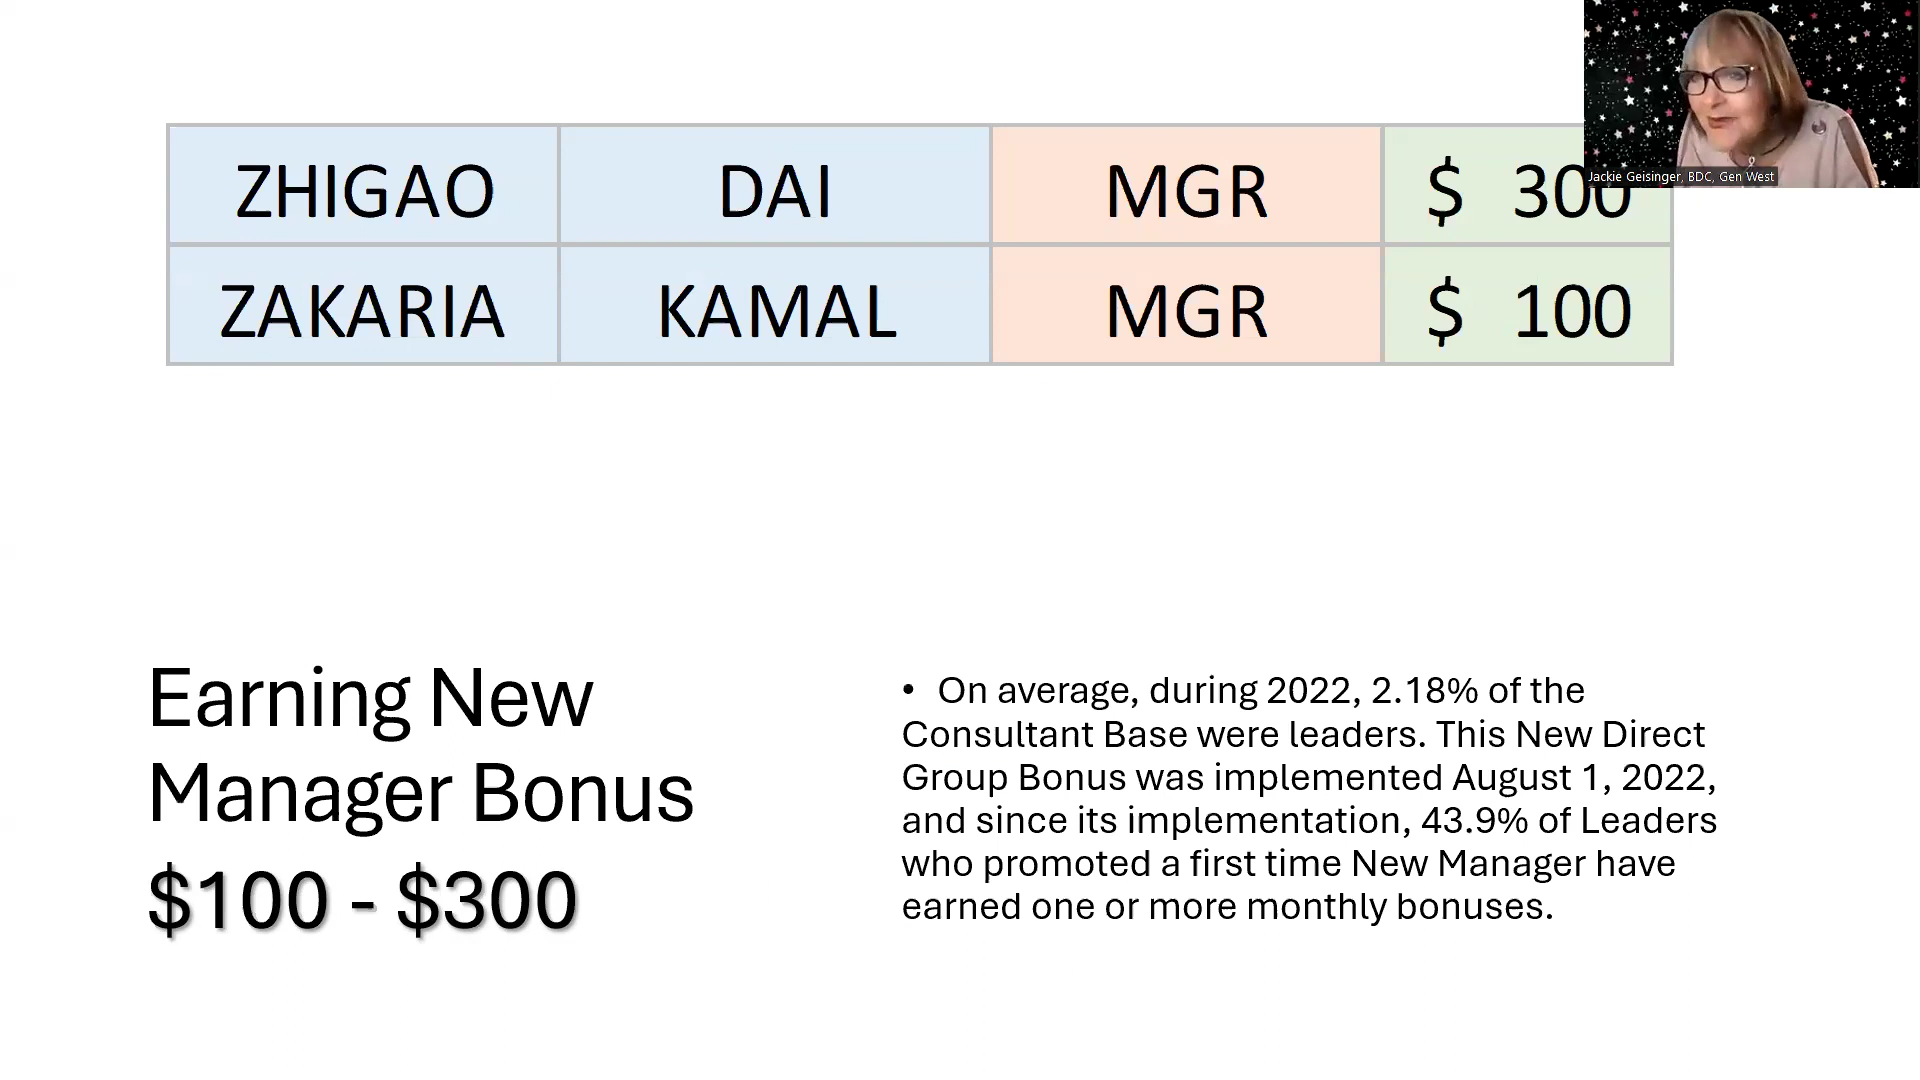 ZHIGAO DAI MGR $ 300
ZAKARIA KAMAL MGR $ 100
Jackie Geisinger, BDC, Gen West
Earning New
Manager Bonus
$100 - $300
• On average, during 2022, 2.18% of the
Consultant Base were leaders. This New Direct
Group Bonus was implemented August 1, 2022,
and since its implementation, 43.9% of Leaders
who promoted a first time New Manager have
earned one or more monthly bonuses.